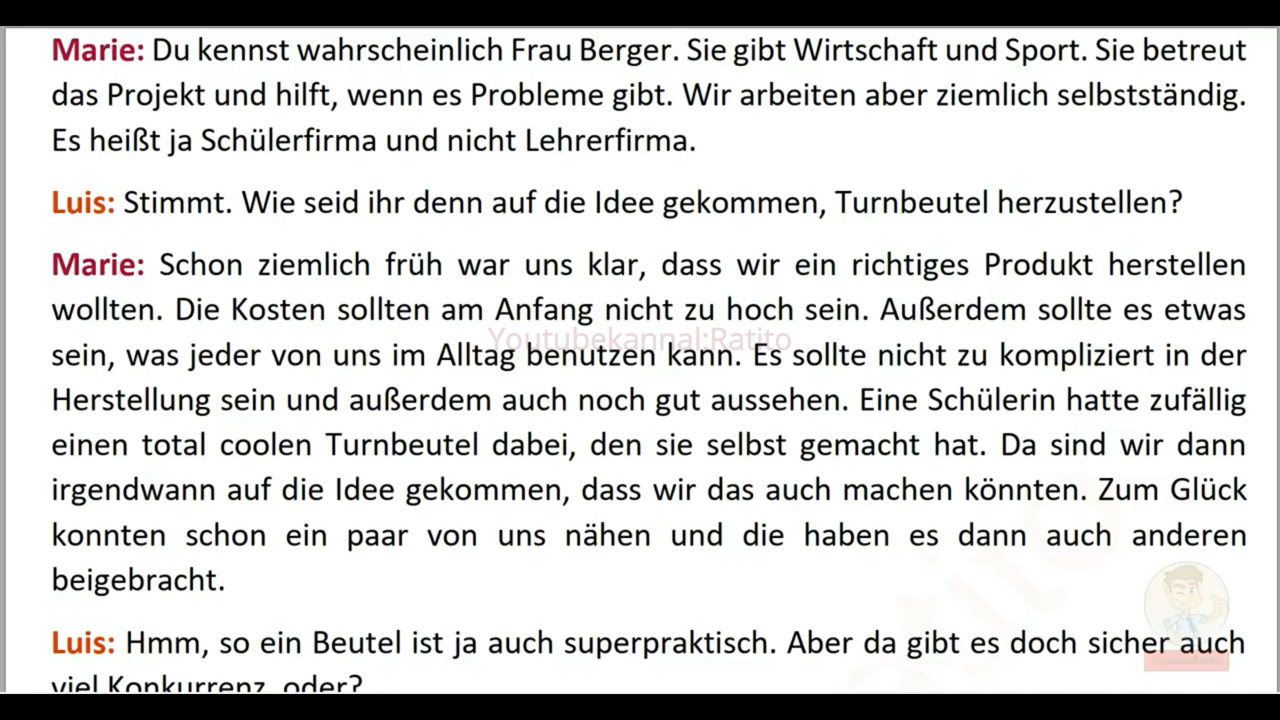 Marie: Du kennst wahrscheinlich Frau Berger. Sie gibt Wirtschaft und Sport. Sie betreut
das Projekt und hilft, wenn es Probleme gibt. Wir arbeiten aber ziemlich selbstständig.
Es heißt ja Schülerfirma und nicht Lehrerfirma.
Luis: Stimmt. Wie seid ihr denn auf die Idee gekommen, Turnbeutel herzustellen?
Marie: Schon ziemlich früh war uns klar, dass wir ein richtiges Produkt herstellen
wollten. Die Kosten sollten am Anfang nicht zu hoch sein. Außerdem sollte es etwas
Youtubekannal:Ratito
sein, was jeder von uns im Alltag benutzen kann. Es sollte nicht zu kompliziert in der
Herstellung sein und außerdem auch noch gut aussehen. Eine Schülerin hatte zufällig
einen total coolen Turnbeutel dabei, den sie selbst gemacht hat. Da sind wir dann
irgendwann auf die Idee gekommen, dass wir das auch machen könnten. Zum Glück
konnten schon ein paar von uns nähen und die haben es dann auch anderen
beigebracht.
Luis: Hmm, so ein Beutel ist ja auch superpraktisch. Aber da gibt es doch sicher auch
viel Konkurrenz, oder?